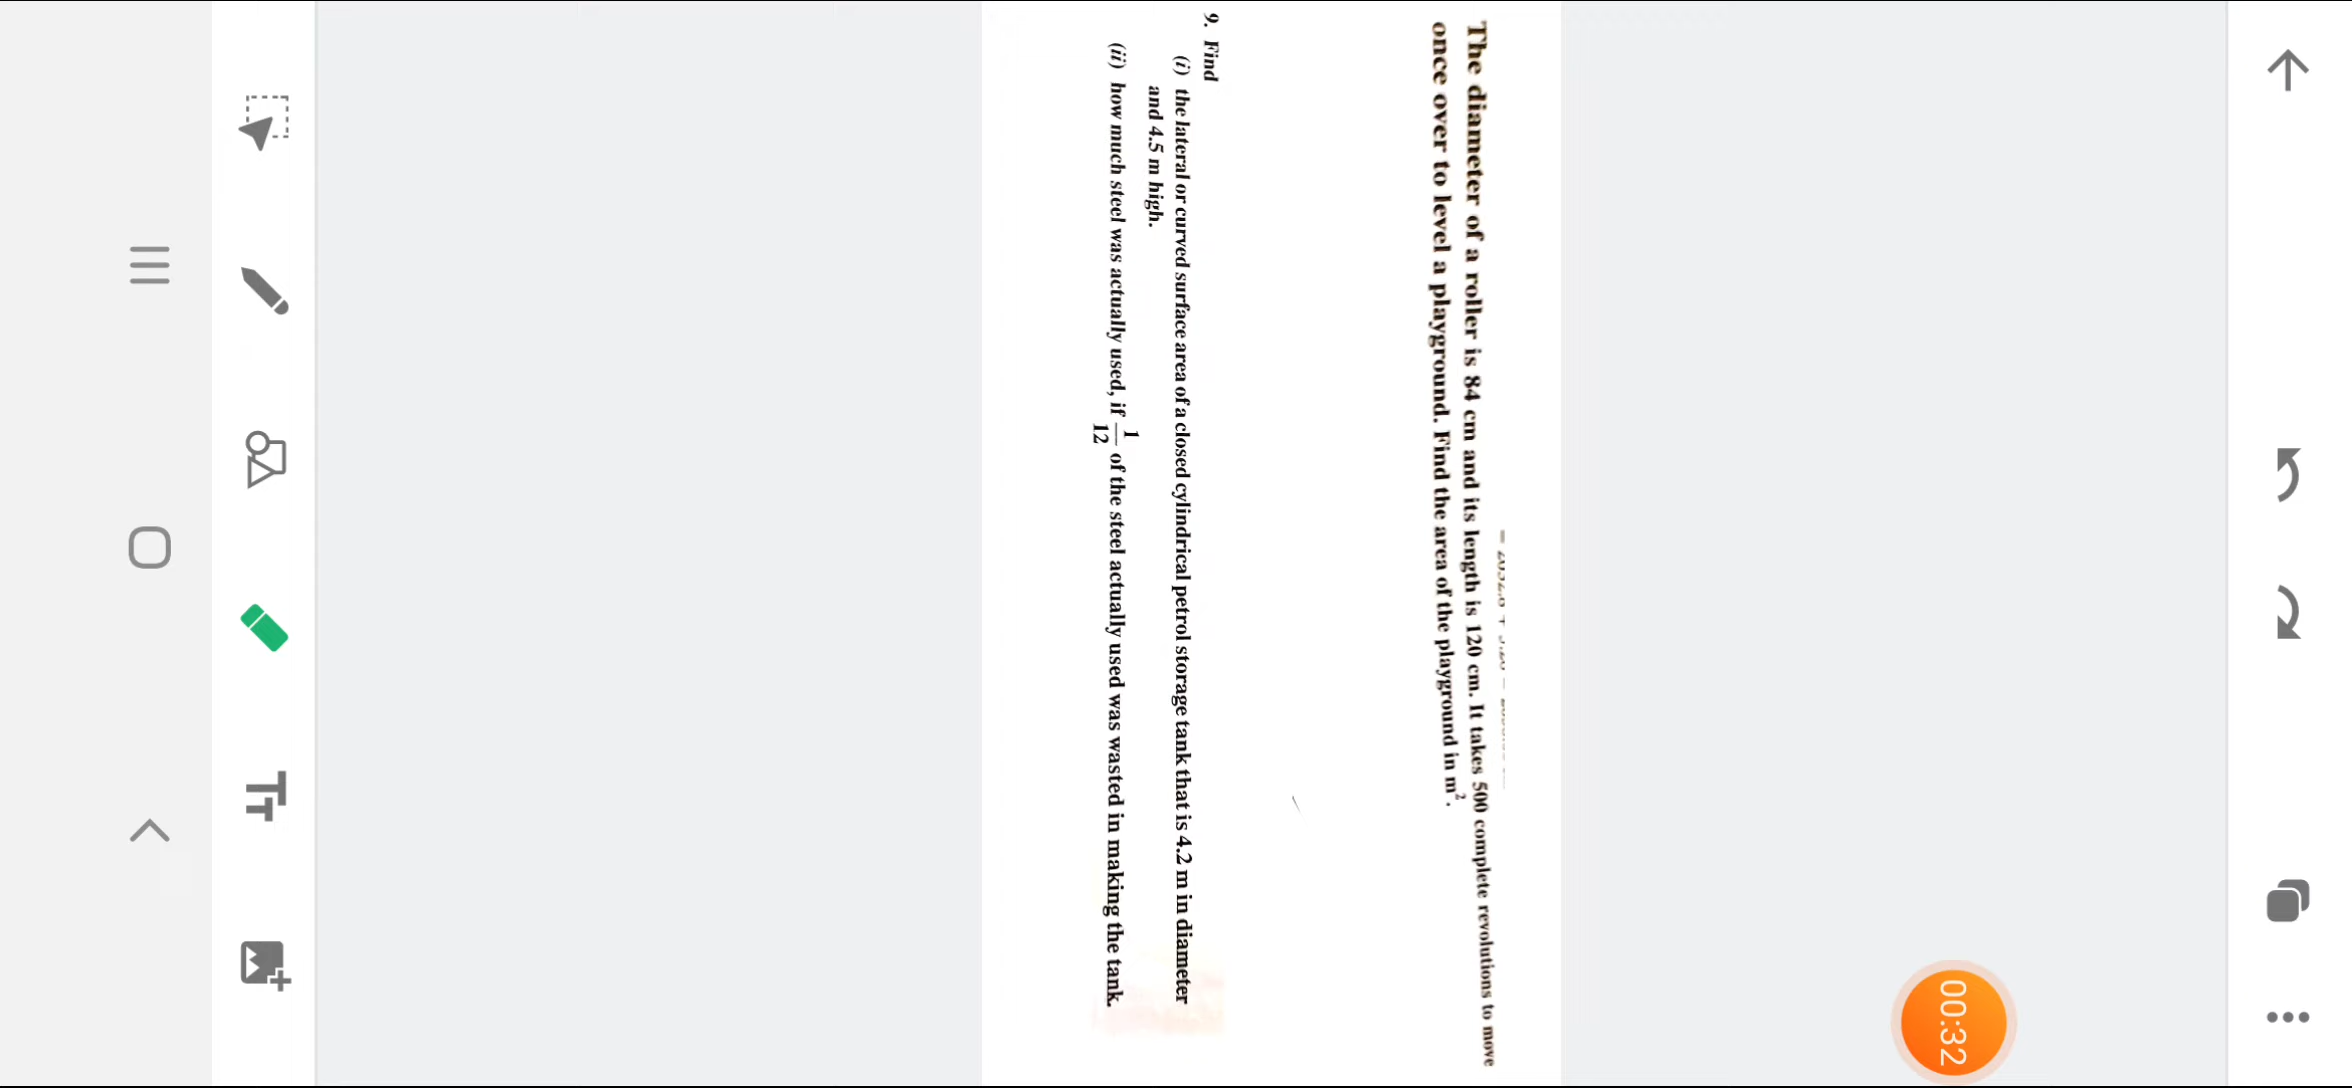 The diameter of a roller is 84 cm and its length is 120 cm. It takes 500 complete revolutions to move
once over to level a playground. Find the area of the playground in m².
9. Find
(i) the lateral or curved surface area of a closed cylindrical petrol storage tank that is 4.2 m in diameter
and 4.5 m high.
(ii) how much steel was actually used, if 1/12 of the steel actually used was wasted in making the tank.
00:32